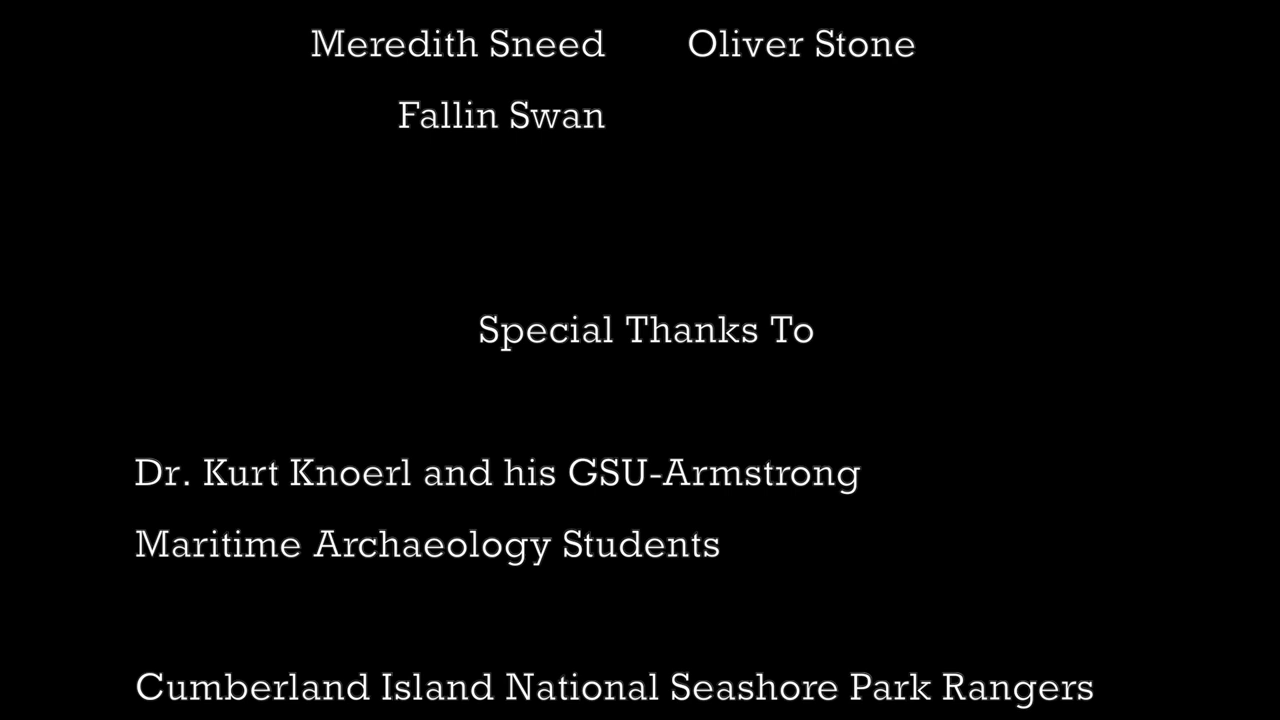 Meredith Sneed Oliver Stone
Fallin Swan
Special Thanks To
Dr. Kurt Knoerl and his GSU-Armstrong
Maritime Archaeology Students
Cumberland Island National Seashore Park Rangers